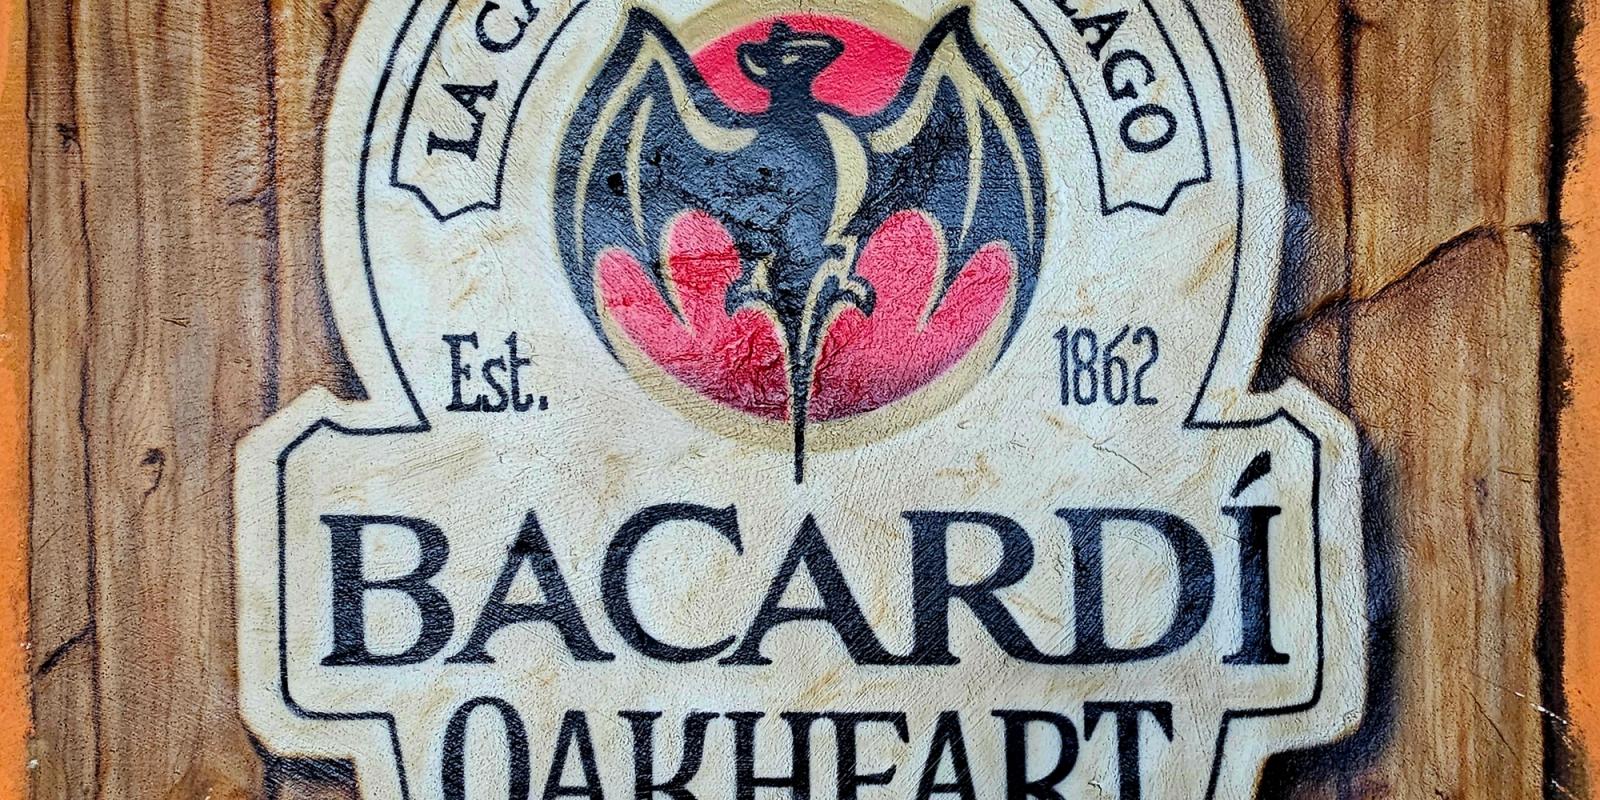 LA
Est. 1862
BACARDÍ
OAKHEART